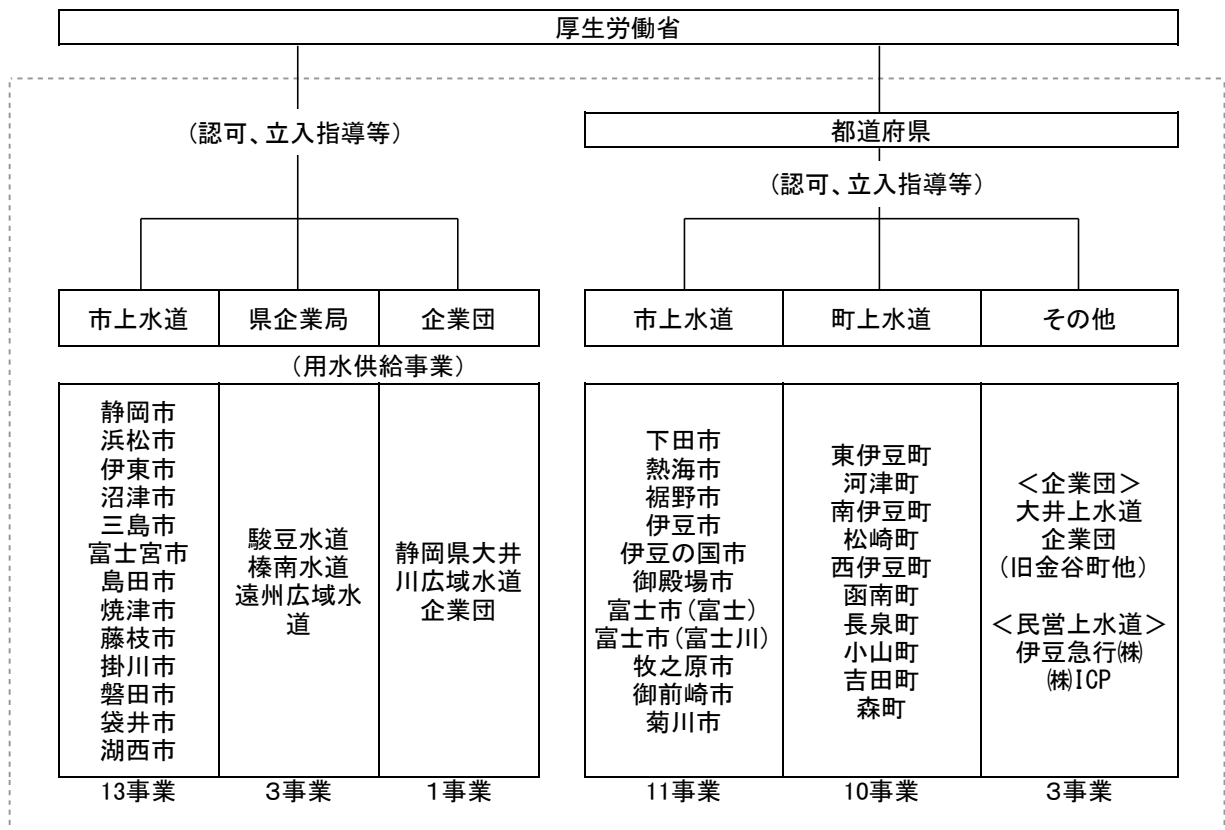 厚生労働省
(認可、立入指導等)
都道府県
(認可、立入指導等)
市上水道
県企業局
企業団
市上水道
町上水道
その他
(用水供給事業)
静岡市
浜松市
伊東市
沼津市
三島市
富士宮市
島田市
焼津市
藤枝市
掛川市
磐田市
袋井市
湖西市
駿豆水道
榛南水道
遠州広域水
道
静岡県大井
川広域水道
企業団
下田市
熱海市
裾野市
伊豆市
伊豆の国市
御殿場市
富士市(富士)
富士市(富士川)
牧之原市
御前崎市
菊川市
東伊豆町
河津町
南伊豆町
松崎町
西伊豆町
函南町
長泉町
小山町
吉田町
森町
＜企業団＞
大井上水道
企業団
(旧金谷町他)
＜民営上水道＞
伊豆急行㈱
㈱ICP
13事業
3事業
1事業
11事業
10事業
3事業